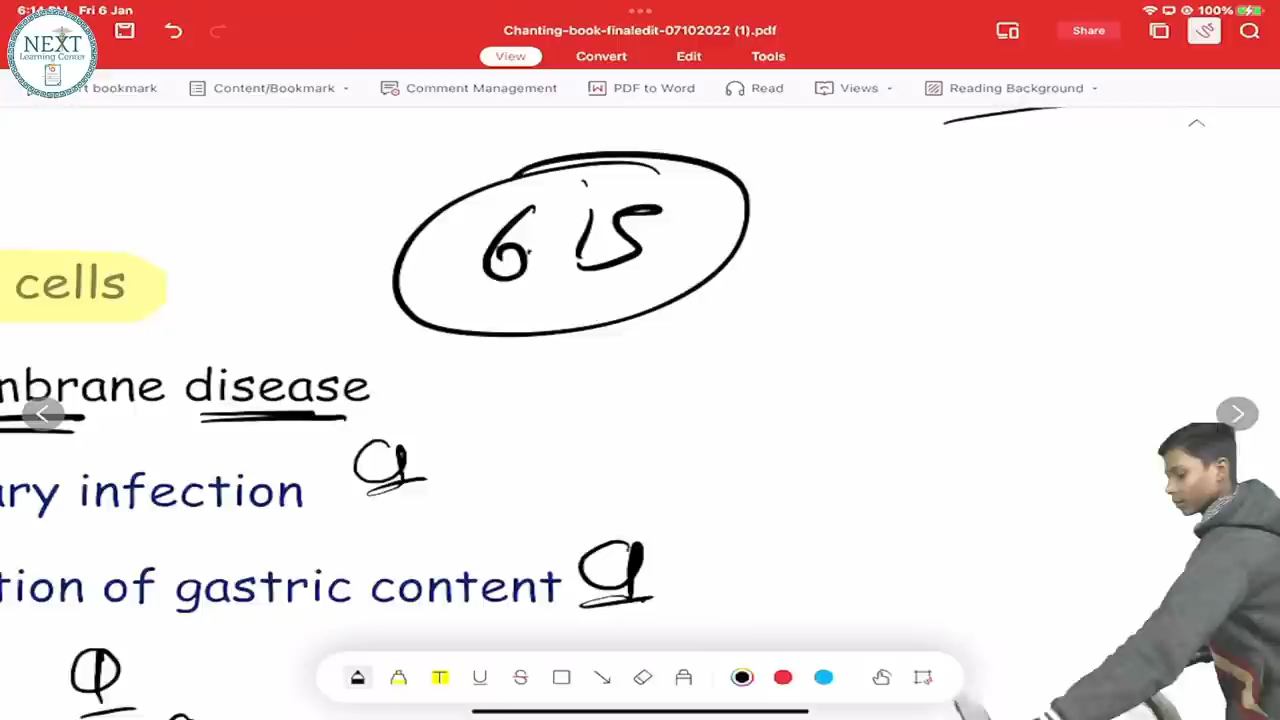 6:14 PM Fri 6 Jan
100%
NEXT
Learning Center
Chanting-book-finaledit-07102022 (1).pdf
Share
View Convert Edit Tools
bookmark Content/Bookmark Comment Management PDF to Word Read Views Reading Background
6 15
cells
mbrane disease
ary infection
tion of gastric content